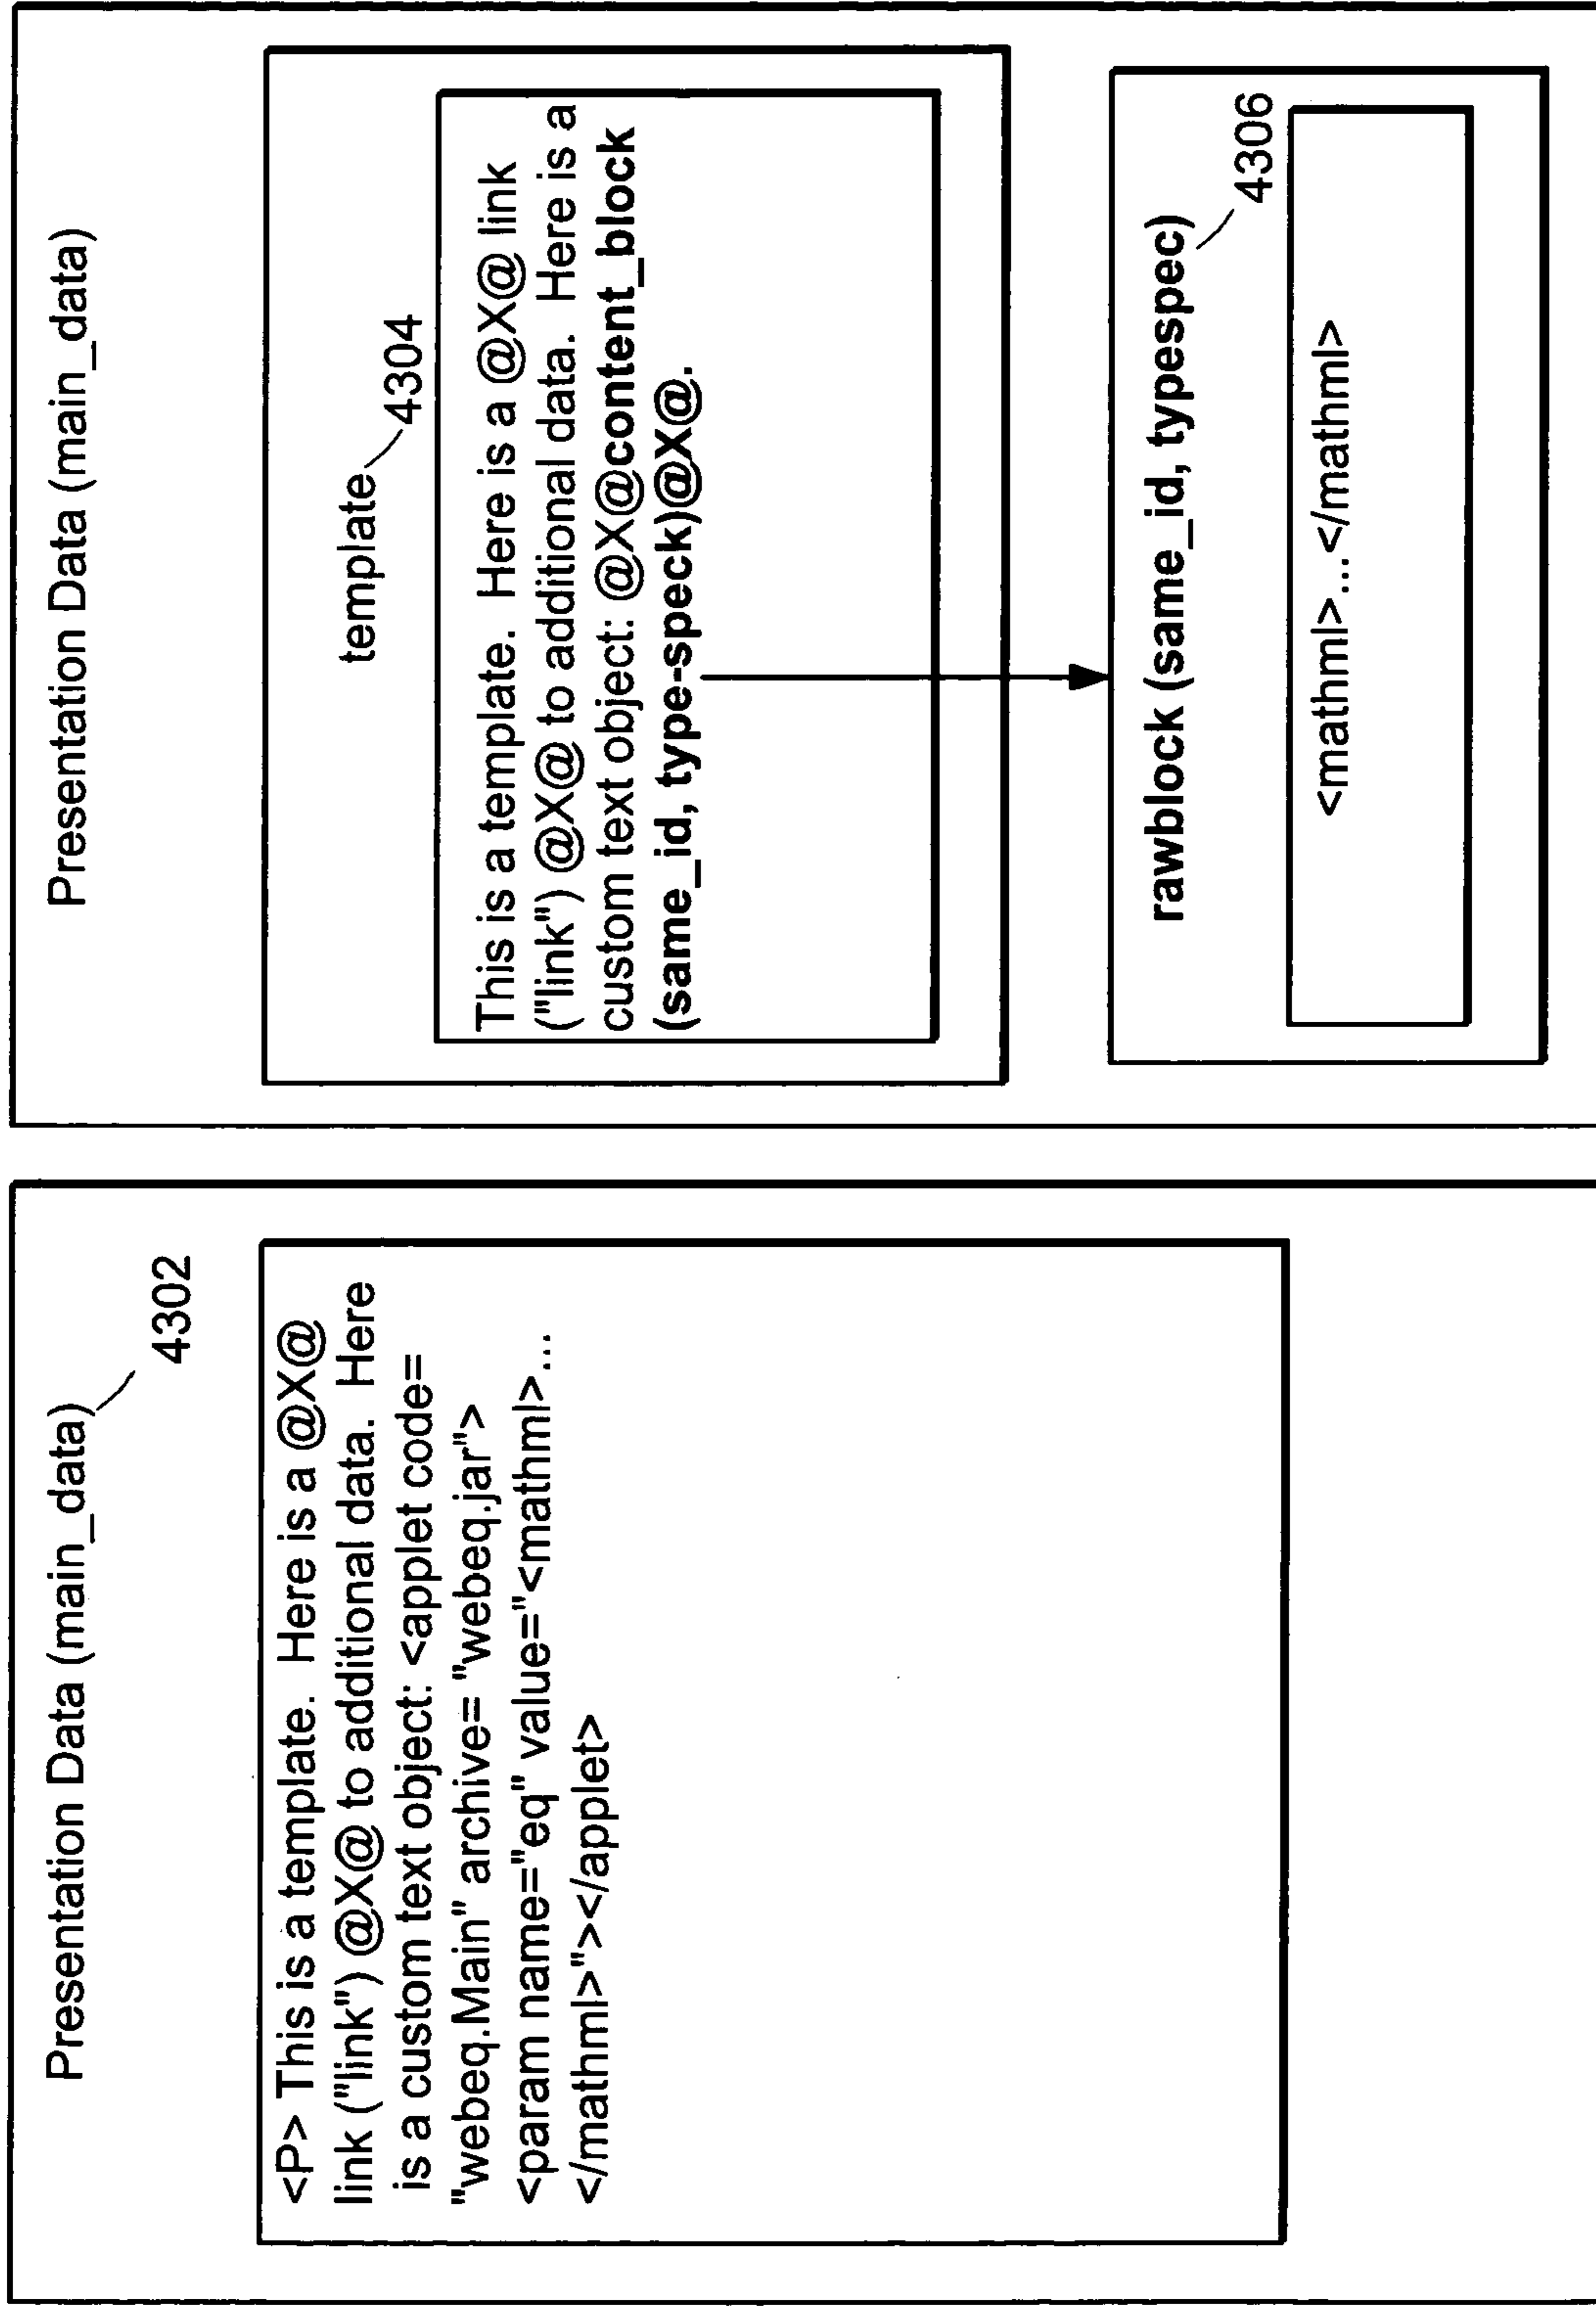 Presentation Data (main_data)
4302
<P> This is a template. Here is a @X@
link ("link") @X@ to additional data. Here
is a custom text object: <applet code=
"webeq.Main" archive= "webeq.jar">
<param name="eq" value="<mathml>...
</mathml>"></applet>
Presentation Data (main_data)
template
4304
This is a template. Here is a @X@ link
("link") @X@ to additional data. Here is a
custom text object: @X@content_block
(same_id, type-speck)@X@.
rawblock (same_id, typespec)
4306
<mathml>... </mathml>